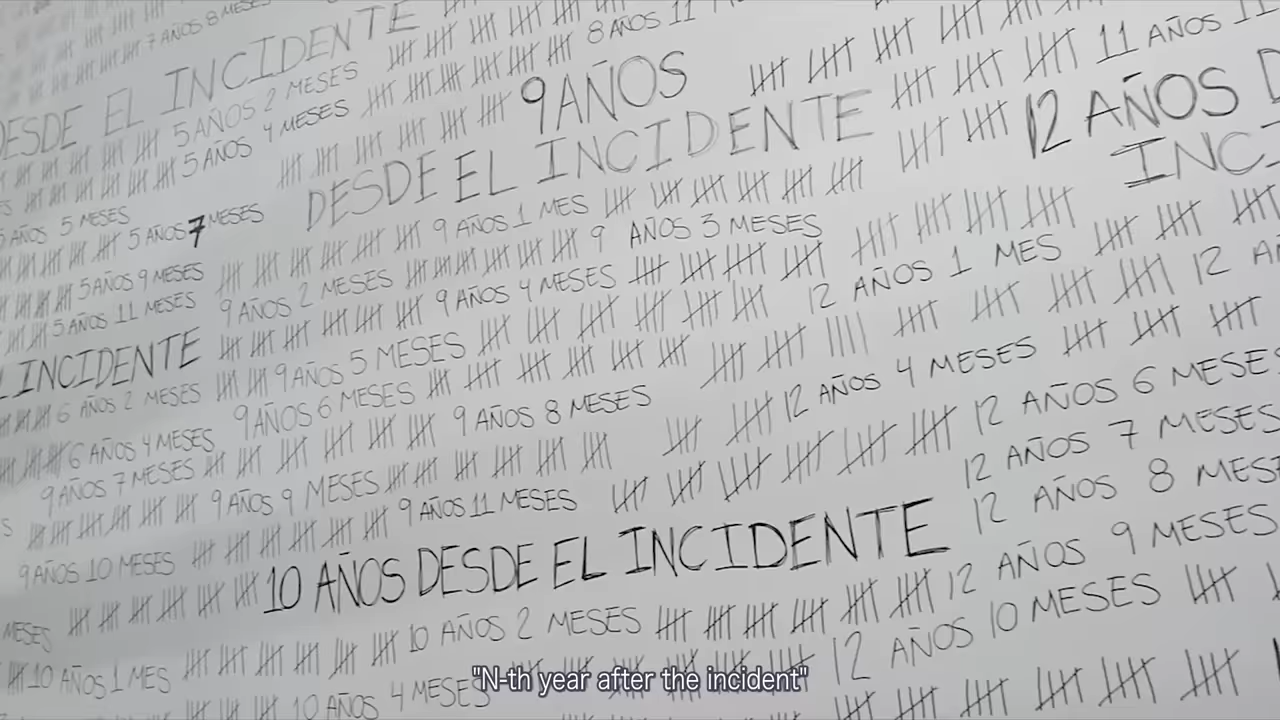 7 AÑOS 8 MESES
DESDE EL INCIDENTE
8 AÑOS 11
5 AÑOS 2 MESES
9 AÑOS
11 AÑOS 11
5 AÑOS 4 MESES
DESDE EL INCIDENTE
12 AÑOS
5 AÑOS 5 MESES
5 AÑOS 7 MESES
9 AÑOS 1 MES
9 AÑOS 3 MESES
5 AÑOS 9 MESES
9 AÑOS 2 MESES
9 AÑOS 4 MESES
12 AÑOS 1 MES
12
5 AÑOS 11 MESES
INCIDENTE
9 AÑOS 5 MESES
12 AÑOS 4 MESES
6 AÑOS 2 MESES
9 AÑOS 6 MESES
9 AÑOS 8 MESES
12 AÑOS 6 MESES
6 AÑOS 4 MESES
12 AÑOS 7 MESES
9 AÑOS 7 MESES
9 AÑOS 9 MESES
9 AÑOS 11 MESES
12 AÑOS 8
9 AÑOS 10 MESES
10 AÑOS DESDE EL INCIDENTE
12 AÑOS 9 MESES
MESES
10 AÑOS 2 MESES
12 AÑOS 10 MESES
10 AÑOS 1 MES
10 AÑOS 4 MESES
"N-th year after the incident"